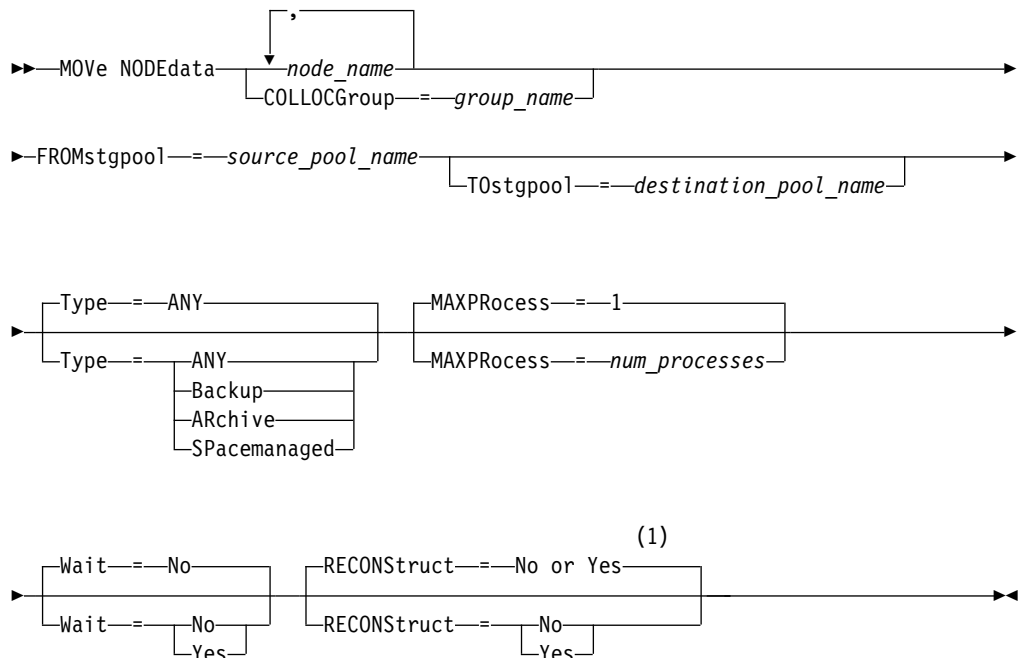 ,
MOVe NODEdata node_name
COLLOCGroup = group_name
FROMstgpool = source_pool_name
TOstgpool = destination_pool_name
Type = ANY MAXPRocess = 1
Type = ANY MAXPRocess = num_processes
Backup
ARchive
SPacemanaged
(1)
Wait = No RECONStruct = No or Yes
Wait = No RECONStruct = No
Yes Yes